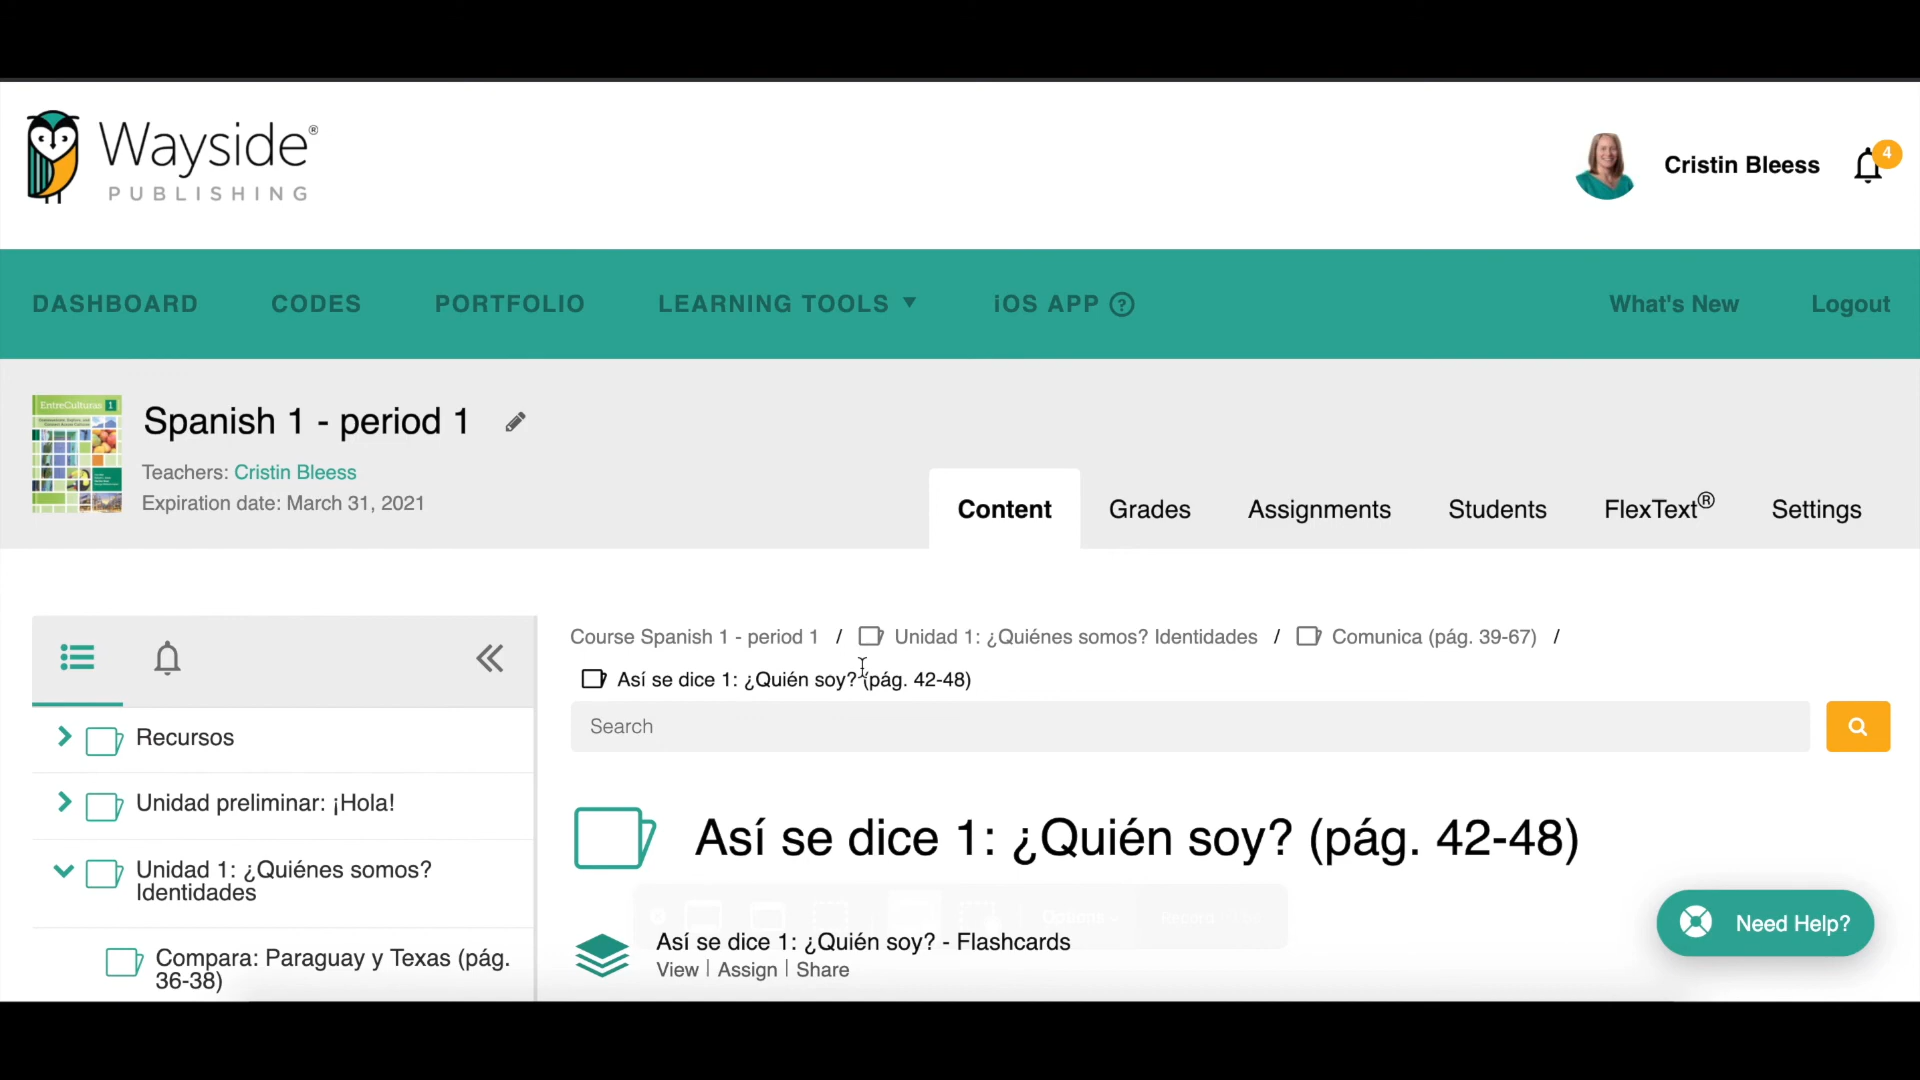 Wayside®
PUBLISHING
Cristin Bleess
4
DASHBOARD CODES PORTFOLIO LEARNING TOOLS ▼ iOS APP ? What's New Logout
EntreCulturas 1
Spanish 1 - period 1
Teachers: Cristin Bleess
Expiration date: March 31, 2021
Content Grades Assignments Students FlexText® Settings
Course Spanish 1 - period 1 / Unidad 1: ¿Quiénes somos? Identidades / Comunica (pág. 39-67) /
Así se dice 1: ¿Quién soy? (pág. 42-48)
Search
Recursos
Unidad preliminar: ¡Hola!
Unidad 1: ¿Quiénes somos?
Identidades
Compara: Paraguay y Texas (pág.
36-38)
Así se dice 1: ¿Quién soy? (pág. 42-48)
Así se dice 1: ¿Quién soy? - Flashcards
View | Assign | Share
Need Help?